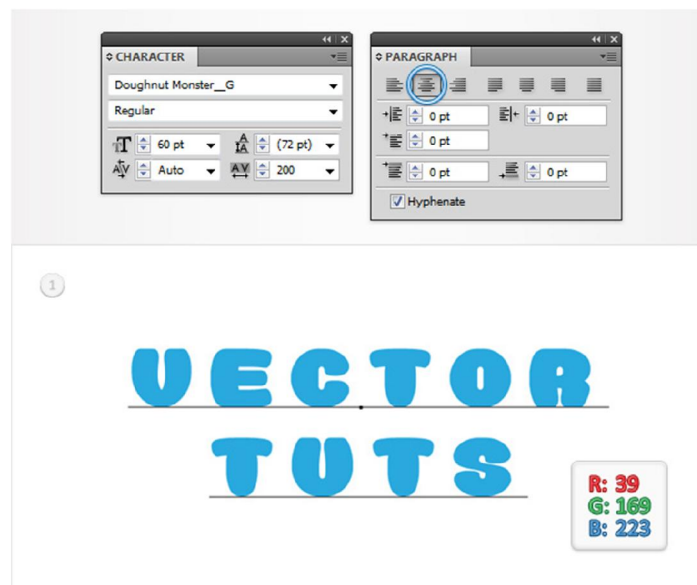 CHARACTER
Doughnut Monster__G
Regular
60 pt
(72 pt)
Auto
200
PARAGRAPH
0 pt
0 pt
0 pt
0 pt
0 pt
Hyphenate
1
VECTOR
TUTS
R: 39
G: 169
B: 223